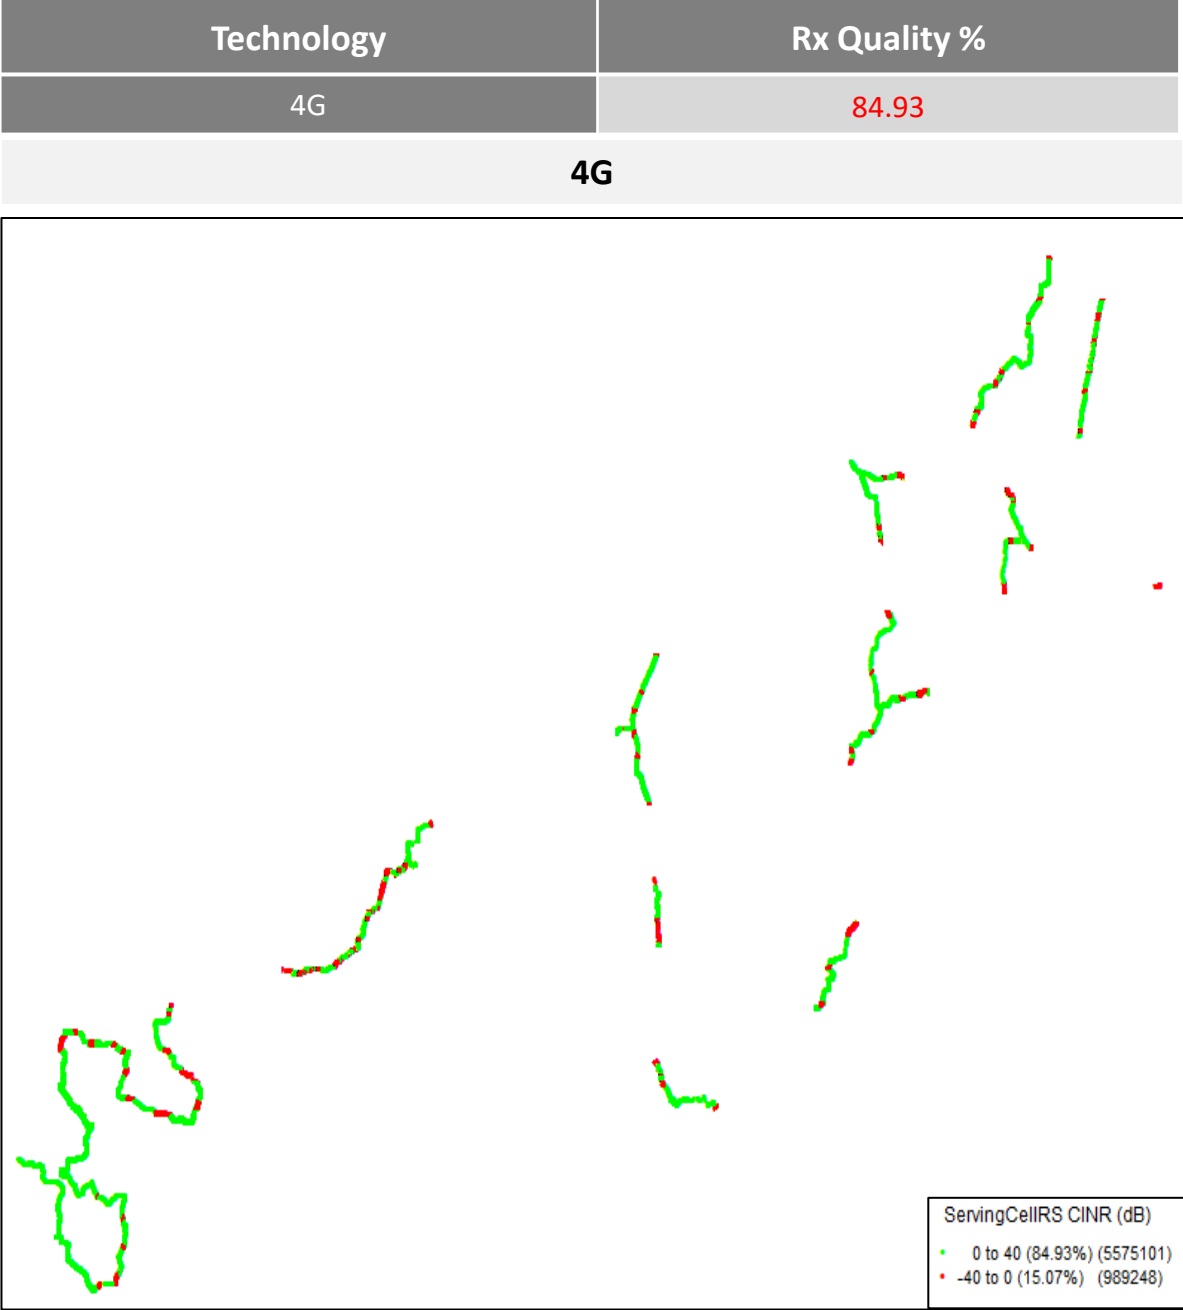 Technology Rx Quality %
4G 84.93
4G
ServingCellRS CINR (dB)
0 to 40 (84.93%) (5575101)
-40 to 0 (15.07%) (989248)